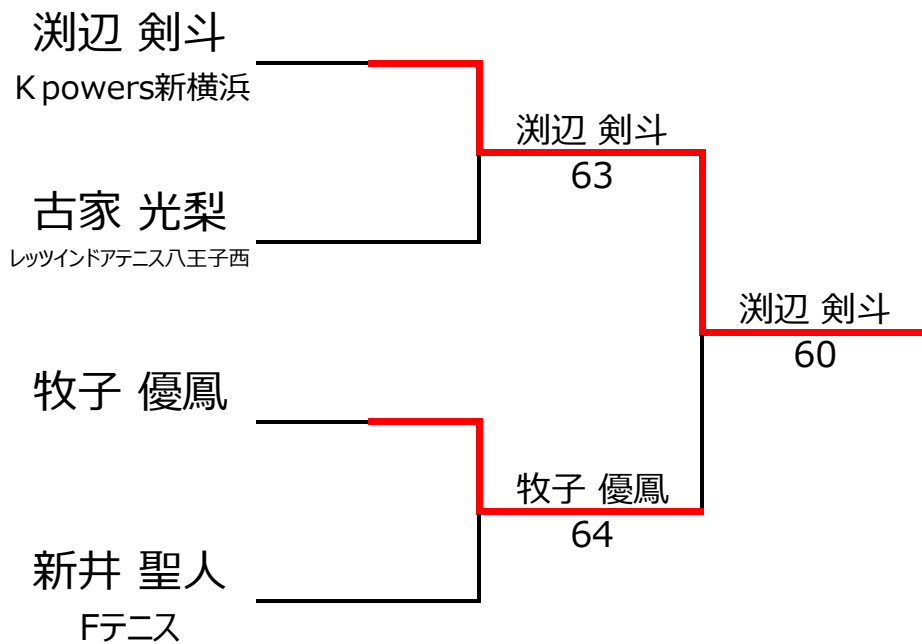 渕辺 剣斗
K powers新横浜
渕辺 剣斗
63
古家 光梨
レッツインドアテニス八王子西
渕辺 剣斗
60
牧子 優鳳
牧子 優鳳
64
新井 聖人
Fテニス